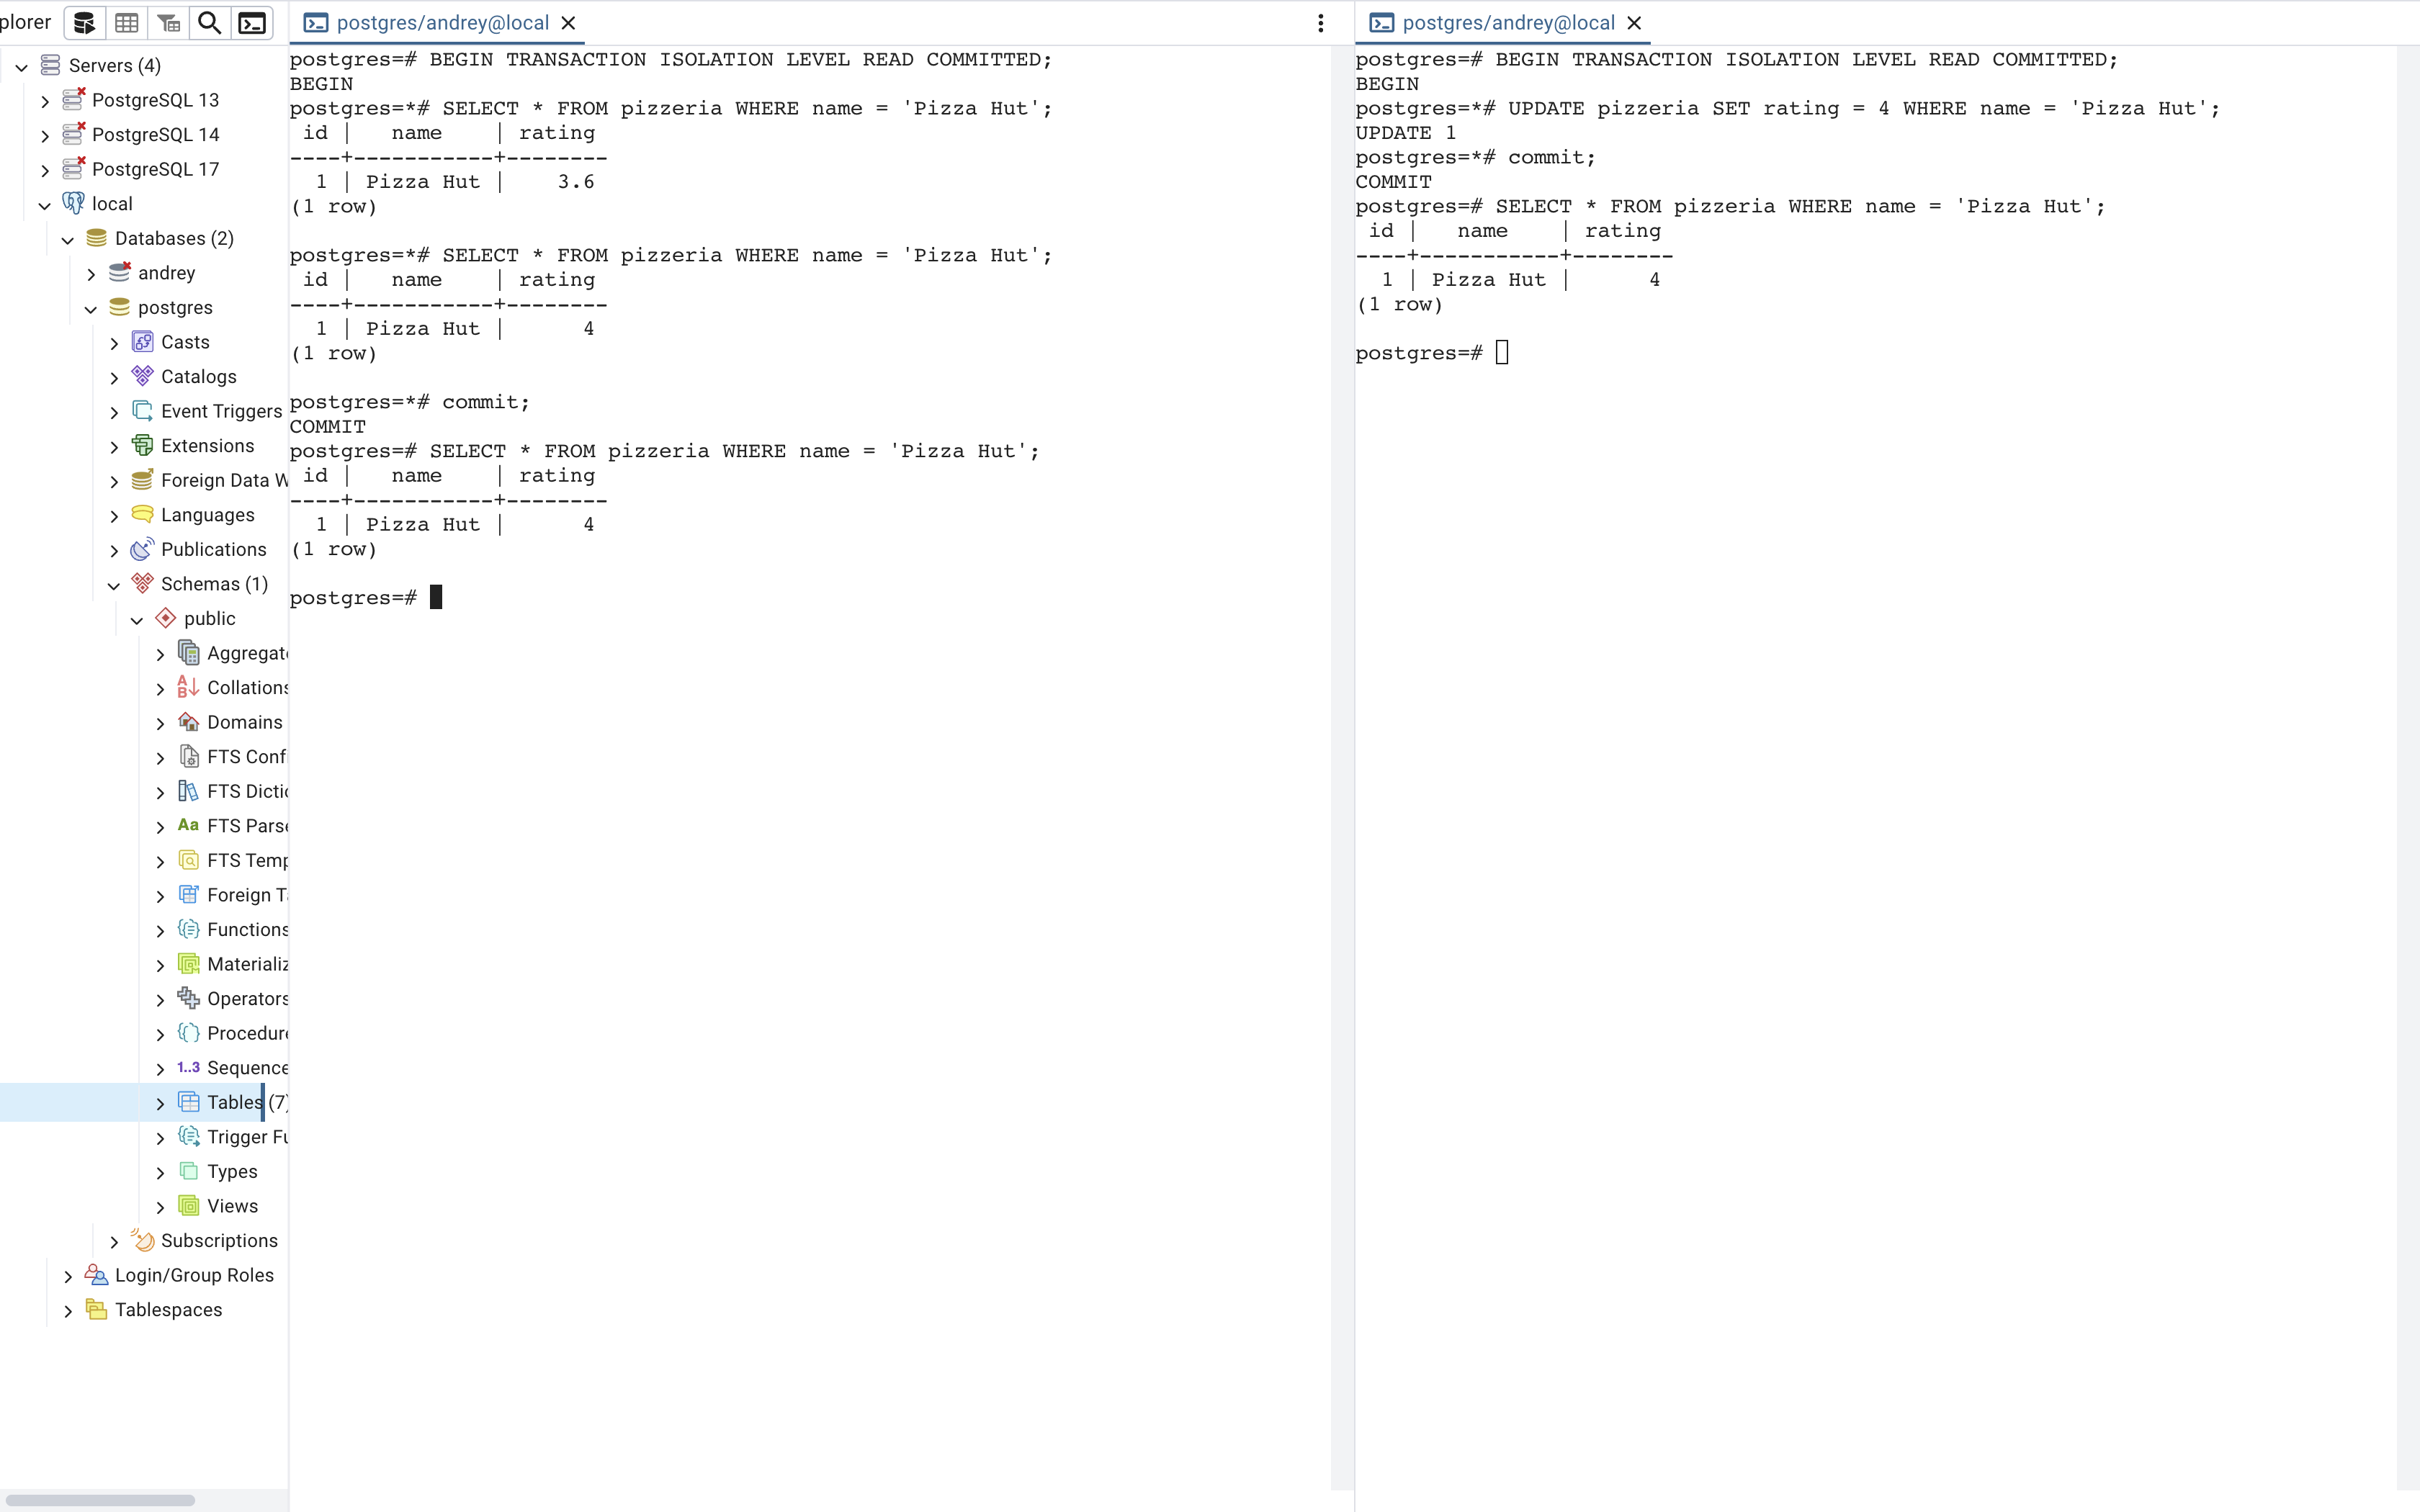 plorer
Servers (4)
PostgreSQL 13
PostgreSQL 14
PostgreSQL 17
local
Databases (2)
andrey
postgres
Casts
Catalogs
Event Triggers
Extensions
Foreign Data W
Languages
Publications
Schemas (1)
public
Aggregat
Collations
Domains
FTS Conf
FTS Dictic
Aa FTS Parse
FTS Temp
Foreign Ta
Functions
Materializ
Operators
Procedure
1..3 Sequence
Tables (7)
Trigger Fu
Types
Views
Subscriptions
Login/Group Roles
Tablespaces
postgres/andrey@local
postgres=# BEGIN TRANSACTION ISOLATION LEVEL READ COMMITTED;
BEGIN
postgres=*# SELECT * FROM pizzeria WHERE name = 'Pizza Hut';
 id |   name    | rating
----+-----------+--------
  1 | Pizza Hut |    3.6
(1 row)
postgres=*# SELECT * FROM pizzeria WHERE name = 'Pizza Hut';
 id |   name    | rating
----+-----------+--------
  1 | Pizza Hut |      4
(1 row)
postgres=*# commit;
COMMIT
postgres=# SELECT * FROM pizzeria WHERE name = 'Pizza Hut';
 id |   name    | rating
----+-----------+--------
  1 | Pizza Hut |      4
(1 row)
postgres=#
postgres/andrey@local
postgres=# BEGIN TRANSACTION ISOLATION LEVEL READ COMMITTED;
BEGIN
postgres=*# UPDATE pizzeria SET rating = 4 WHERE name = 'Pizza Hut';
UPDATE 1
postgres=*# commit;
COMMIT
postgres=# SELECT * FROM pizzeria WHERE name = 'Pizza Hut';
 id |   name    | rating
----+-----------+--------
  1 | Pizza Hut |      4
(1 row)
postgres=#